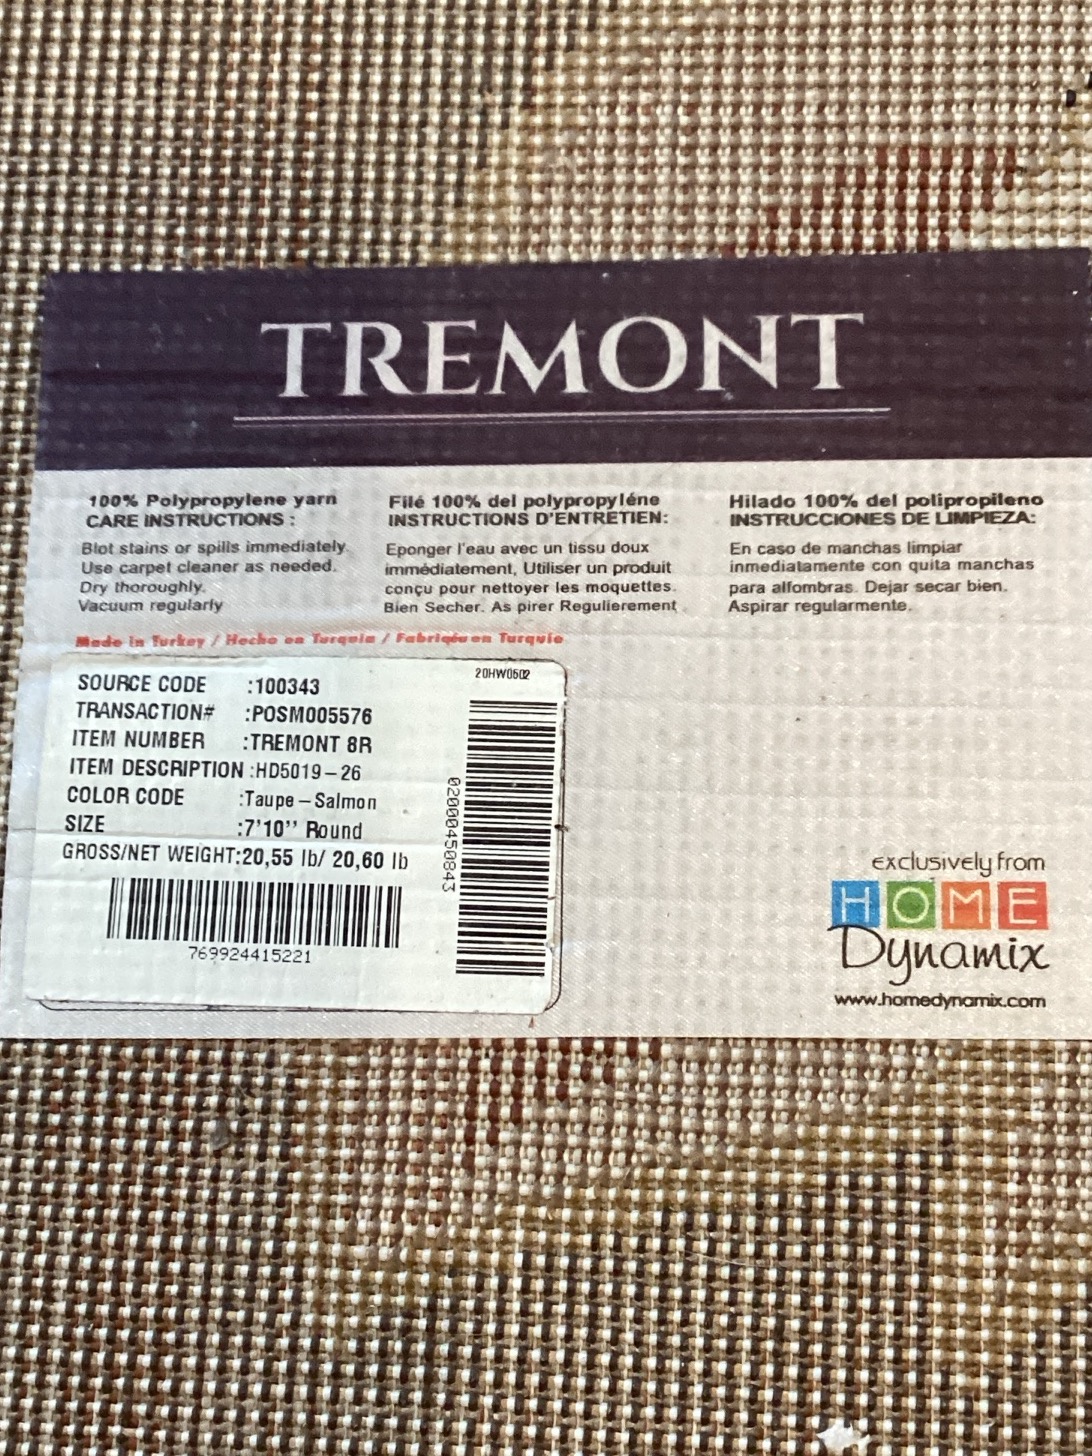 TREMONT
100% Polypropylene yarn
CARE INSTRUCTIONS :
Blot stains or spills immediately.
Use carpet cleaner as needed.
Dry thoroughly.
Vacuum regularly
Filé 100% del polypropyléne
INSTRUCTIONS D'ENTRETIEN:
Eponger l'eau avec un tissu doux
immédiatement, Utiliser un produit
conçu pour nettoyer les moquettes.
Bien Secher. As pirer Regulierement
Hilado 100% del polipropileno
INSTRUCCIONES DE LIMPIEZA:
En caso de manchas limpiar
inmediatamente con quita manchas
para alfombras. Dejar secar bien.
Aspirar regularmente.
Made in Turkey / Hecho en Turquia / Fabriqéu en Turquie
20HW0502
SOURCE CODE :100343
TRANSACTION# :POSM005576
ITEM NUMBER :TREMONT 8R
ITEM DESCRIPTION :HD5019-26
COLOR CODE :Taupe-Salmon
SIZE :7'10'' Round
GROSS/NET WEIGHT:20,55 lb/ 20,60 lb
769924415221
0200045084​3
exclusively from
HOME
Dynamix
www.homedynamix.com